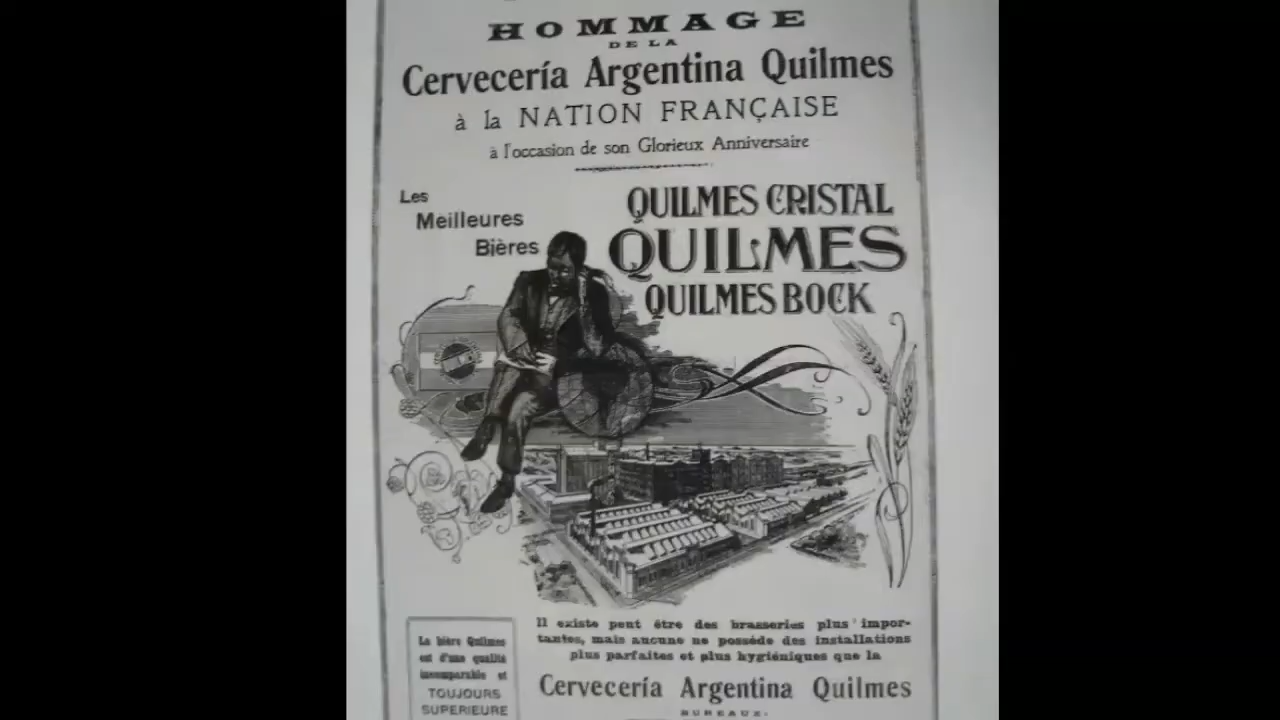 HOMMAGE
DE LA
Cervecería Argentina Quilmes
à la NATION FRANÇAISE
à l'occasion de son Glorieux Anniversaire
Les
Meilleures
Bières
QUILMES CRISTAL
QUILMES
QUILMES BOCK
Il existe peut être des brasseries plus impor-
tantes, mais aucune ne possède des installations
plus parfaites et plus hygiéniques que la
Cervecería Argentina Quilmes
BUREAUX:
La bière Quilmes
est d'une qualité
incomparable et
TOUJOURS
SUPERIEURE